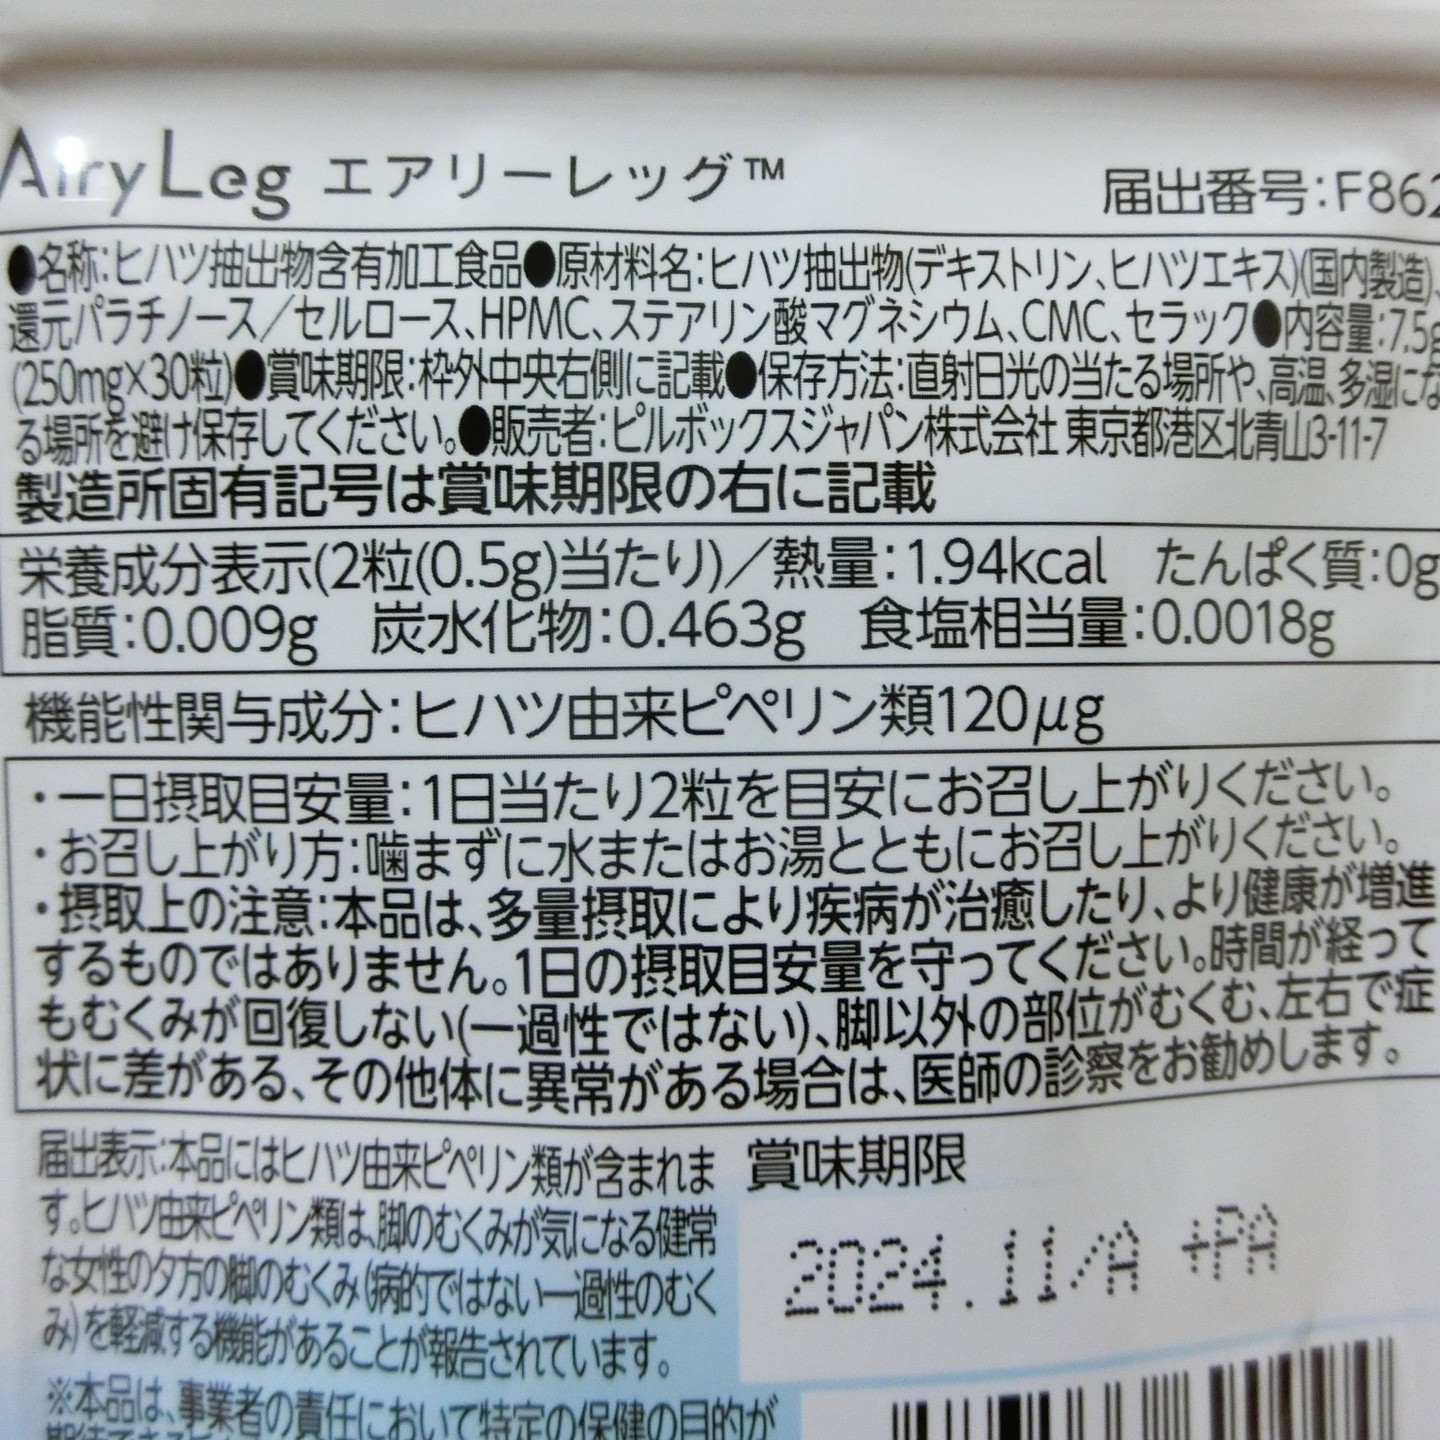 Airy Leg エアリーレッグ™ 届出番号:F862
●名称:ヒハツ抽出物含有加工食品●原材料名:ヒハツ抽出物(デキストリン、ヒハツエキス)(国内製造)、
還元パラチノース／セルロース、HPMC、ステアリン酸マグネシウム、CMC、セラック●内容量:7.5g
(250mg×30粒)●賞味期限:枠外中央右側に記載●保存方法:直射日光の当たる場所や、高温、多湿にな
る場所を避け保存してください。●販売者:ピルボックスジャパン株式会社 東京都港区北青山3-11-7
製造所固有記号は賞味期限の右に記載
栄養成分表示(2粒(0.5g)当たり)／熱量:1.94kcal たんぱく質:0g
脂質:0.009g 炭水化物:0.463g 食塩相当量:0.0018g
機能性関与成分:ヒハツ由来ピペリン類120μg
・一日摂取目安量:1日当たり2粒を目安にお召し上がりください。
・お召し上がり方:噛まずに水またはお湯とともにお召し上がりください。
・摂取上の注意:本品は、多量摂取により疾病が治癒したり、より健康が増進
するものではありません。1日の摂取目安量を守ってください。時間が経って
もむくみが回復しない(一過性ではない)、脚以外の部位がむくむ、左右で症
状に差がある、その他体に異常がある場合は、医師の診察をお勧めします。
届出表示:本品にはヒハツ由来ピペリン類が含まれま
す。ヒハツ由来ピペリン類は、脚のむくみが気になる健常
な女性の夕方の脚のむくみ(病的ではない一過性のむく
み)を軽減する機能があることが報告されています。
賞味期限
2024.11/A +PA
※本品は、事業者の責任において特定の保健の目的が